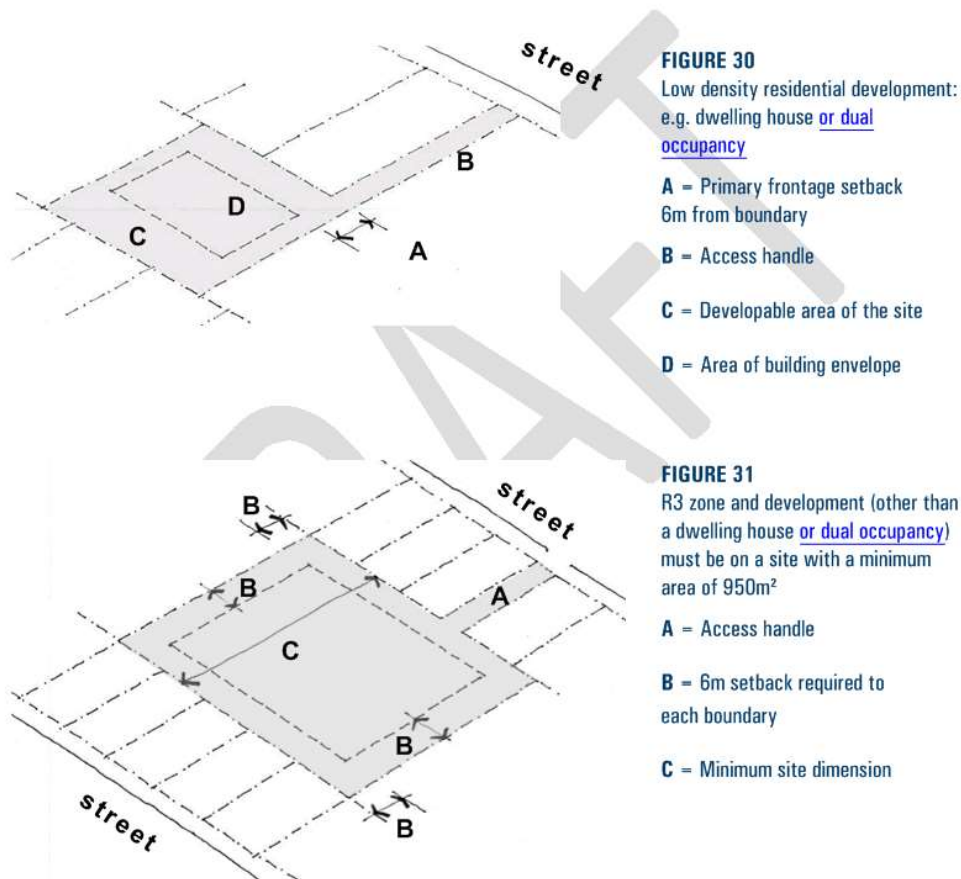 street
B
D
C
A
FIGURE 30
Low density residential development:
e.g. dwelling house or dual
occupancy
A = Primary frontage setback
6m from boundary
B = Access handle
C = Developable area of the site
D = Area of building envelope
B
street
B
A
C
B
street
B
FIGURE 31
R3 zone and development (other than
a dwelling house or dual occupancy)
must be on a site with a minimum
area of 950m²
A = Access handle
B = 6m setback required to
each boundary
C = Minimum site dimension
DRAFT